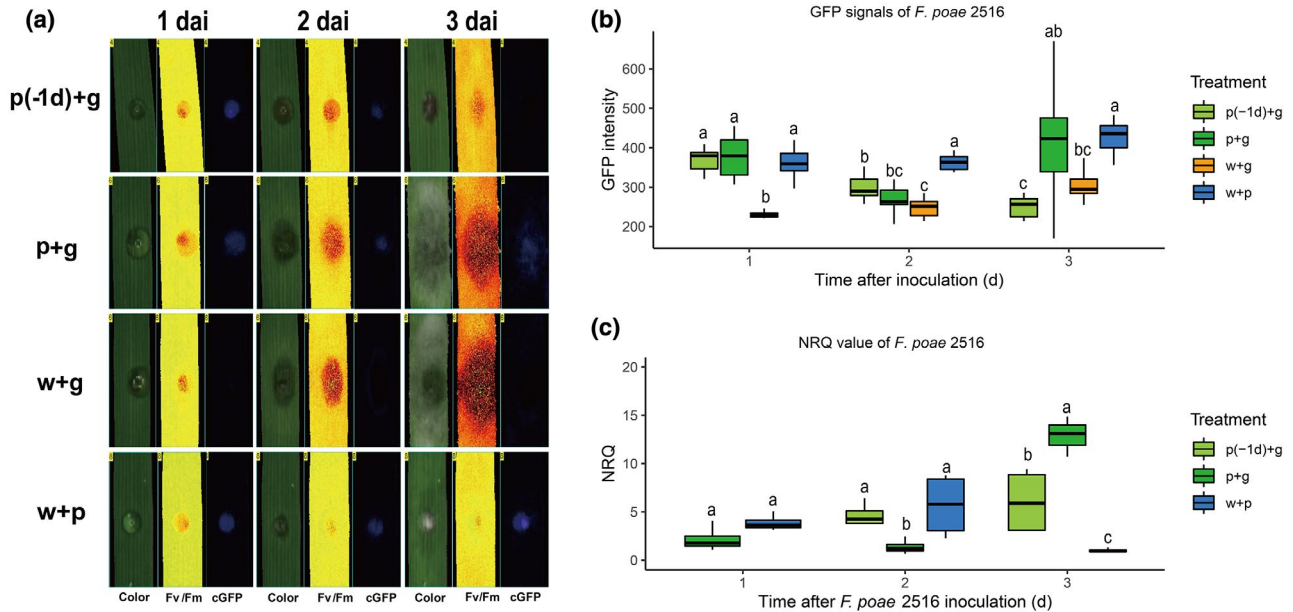 (a)
1 dai 2 dai 3 dai
p(-1d)+g
p+g
w+g
w+p
Color Fv/Fm cGFP Color Fv/Fm cGFP Color Fv/Fm cGFP
(b)
GFP signals of F. poae 2516
GFP intensity
600
500
400
300
200
a a b a
b bc c a
c ab bc a
1 2 3
Time after inoculation (d)
Treatment
p(−1d)+g
p+g
w+g
w+p
(c)
NRQ value of F. poae 2516
NRQ
20
15
10
5
0
a a
a b a
b a c
1 2 3
Time after F. poae 2516 inoculation (d)
Treatment
p(−1d)+g
p+g
w+p